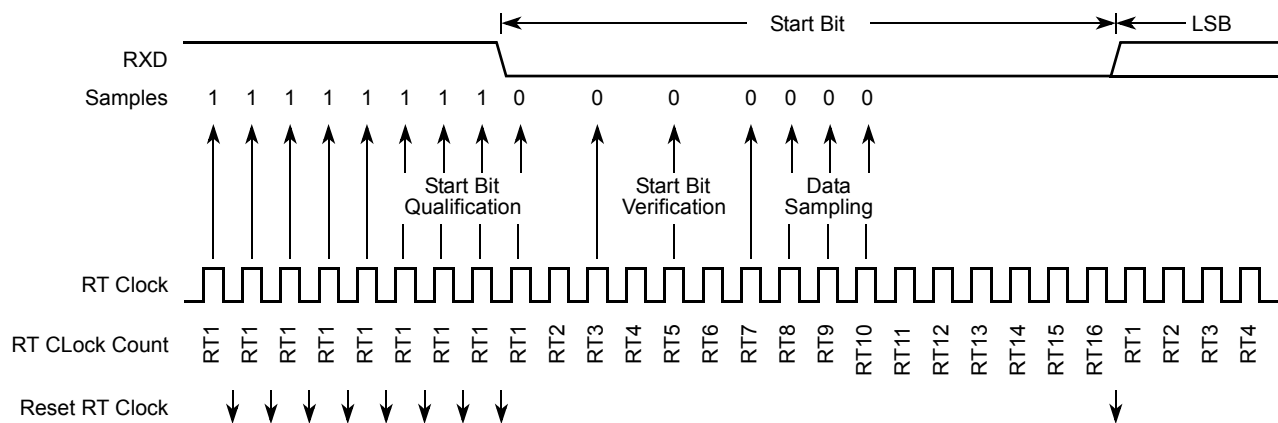 Start Bit LSB
RXD
Samples 1 1 1 1 1 1 1 1 0 0 0 0 0 0 0
Start Bit Qualification Start Bit Verification Data Sampling
RT Clock
RT CLock Count RT1 RT1 RT1 RT1 RT1 RT1 RT1 RT1 RT1 RT2 RT3 RT4 RT5 RT6 RT7 RT8 RT9 RT10 RT11 RT12 RT13 RT14 RT15 RT16 RT1 RT2 RT3 RT4
Reset RT Clock